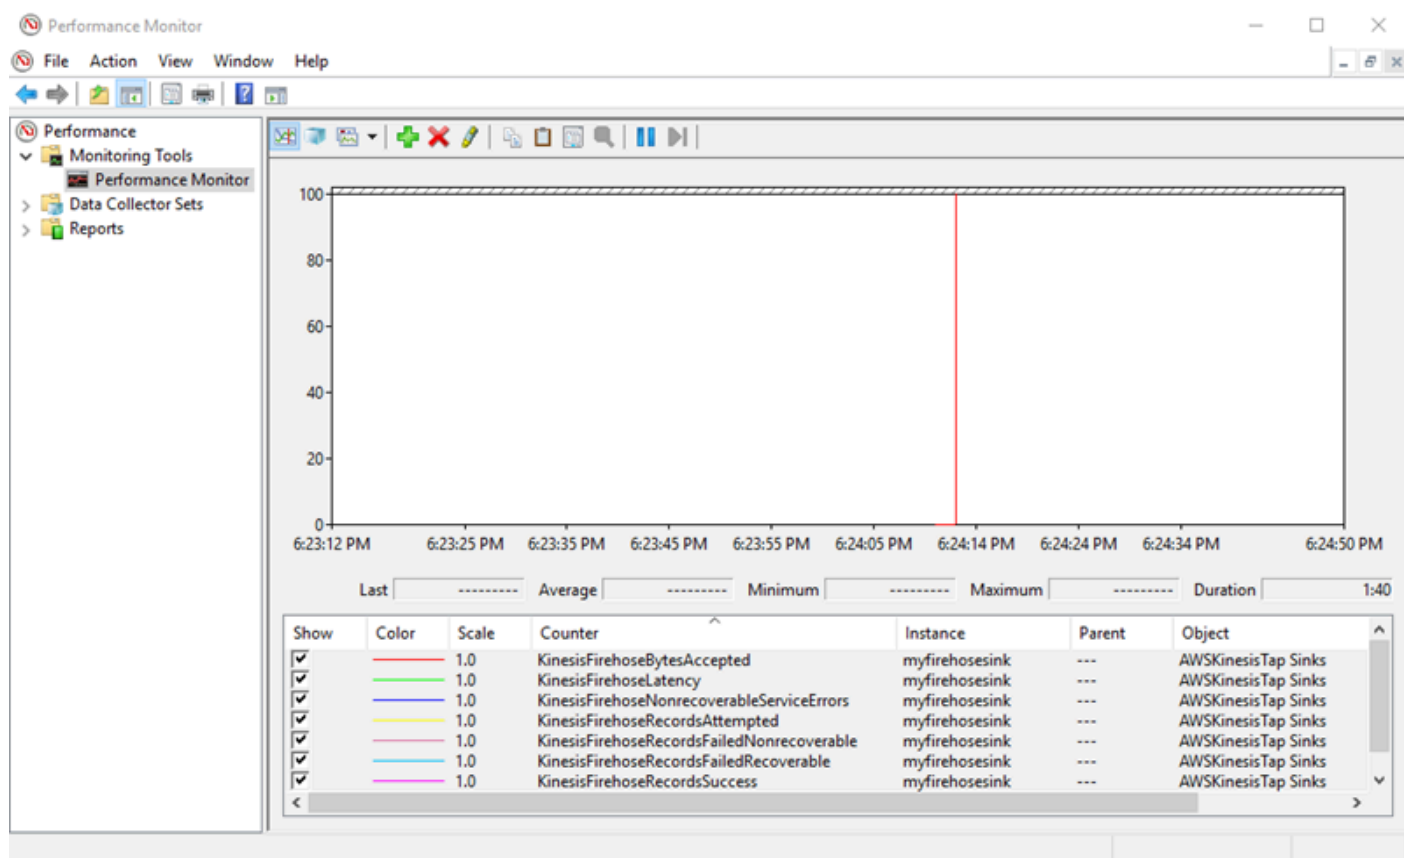 Performance Monitor
File Action View Window Help
Performance
Monitoring Tools
Performance Monitor
Data Collector Sets
Reports
100
80
60
40
20
0
6:23:12 PM 6:23:25 PM 6:23:35 PM 6:23:45 PM 6:23:55 PM 6:24:05 PM 6:24:14 PM 6:24:24 PM 6:24:34 PM 6:24:50 PM
Last --------- Average --------- Minimum --------- Maximum --------- Duration 1:40
Show Color Scale Counter Instance Parent Object
1.0 KinesisFirehoseBytesAccepted myfirehosesink --- AWSKinesisTap Sinks
1.0 KinesisFirehoseLatency myfirehosesink --- AWSKinesisTap Sinks
1.0 KinesisFirehoseNonrecoverableServiceErrors myfirehosesink --- AWSKinesisTap Sinks
1.0 KinesisFirehoseRecordsAttempted myfirehosesink --- AWSKinesisTap Sinks
1.0 KinesisFirehoseRecordsFailedNonrecoverable myfirehosesink --- AWSKinesisTap Sinks
1.0 KinesisFirehoseRecordsFailedRecoverable myfirehosesink --- AWSKinesisTap Sinks
1.0 KinesisFirehoseRecordsSuccess myfirehosesink --- AWSKinesisTap Sinks